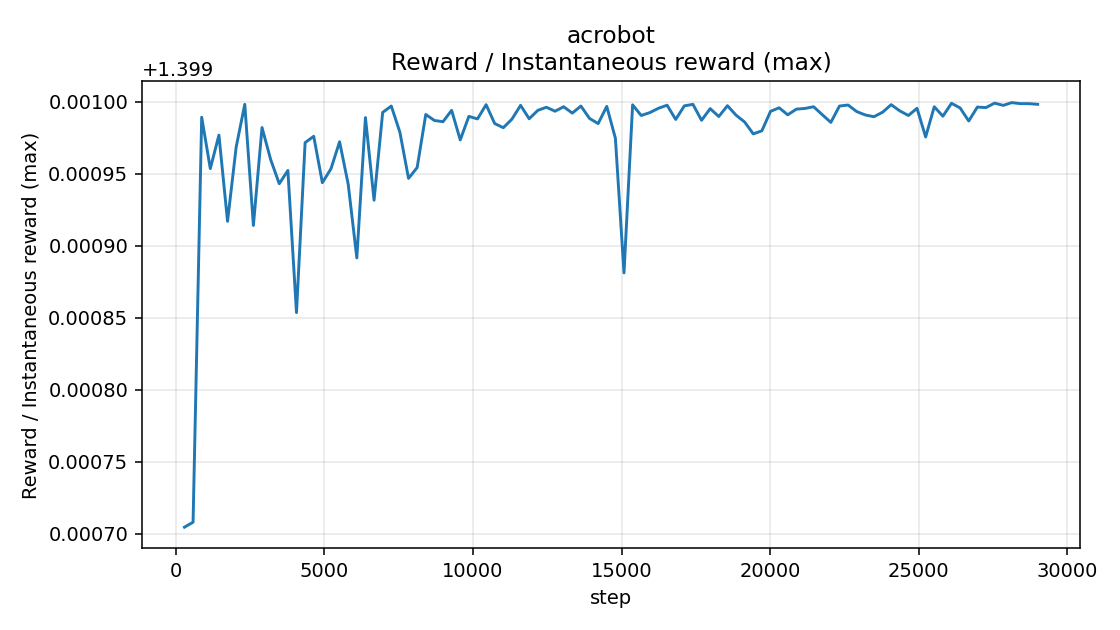 acrobot
Reward / Instantaneous reward (max)
+1.399
0.00100
0.00095
0.00090
0.00085
0.00080
0.00075
0.00070
Reward / Instantaneous reward (max)
0 5000 10000 15000 20000 25000 30000
step